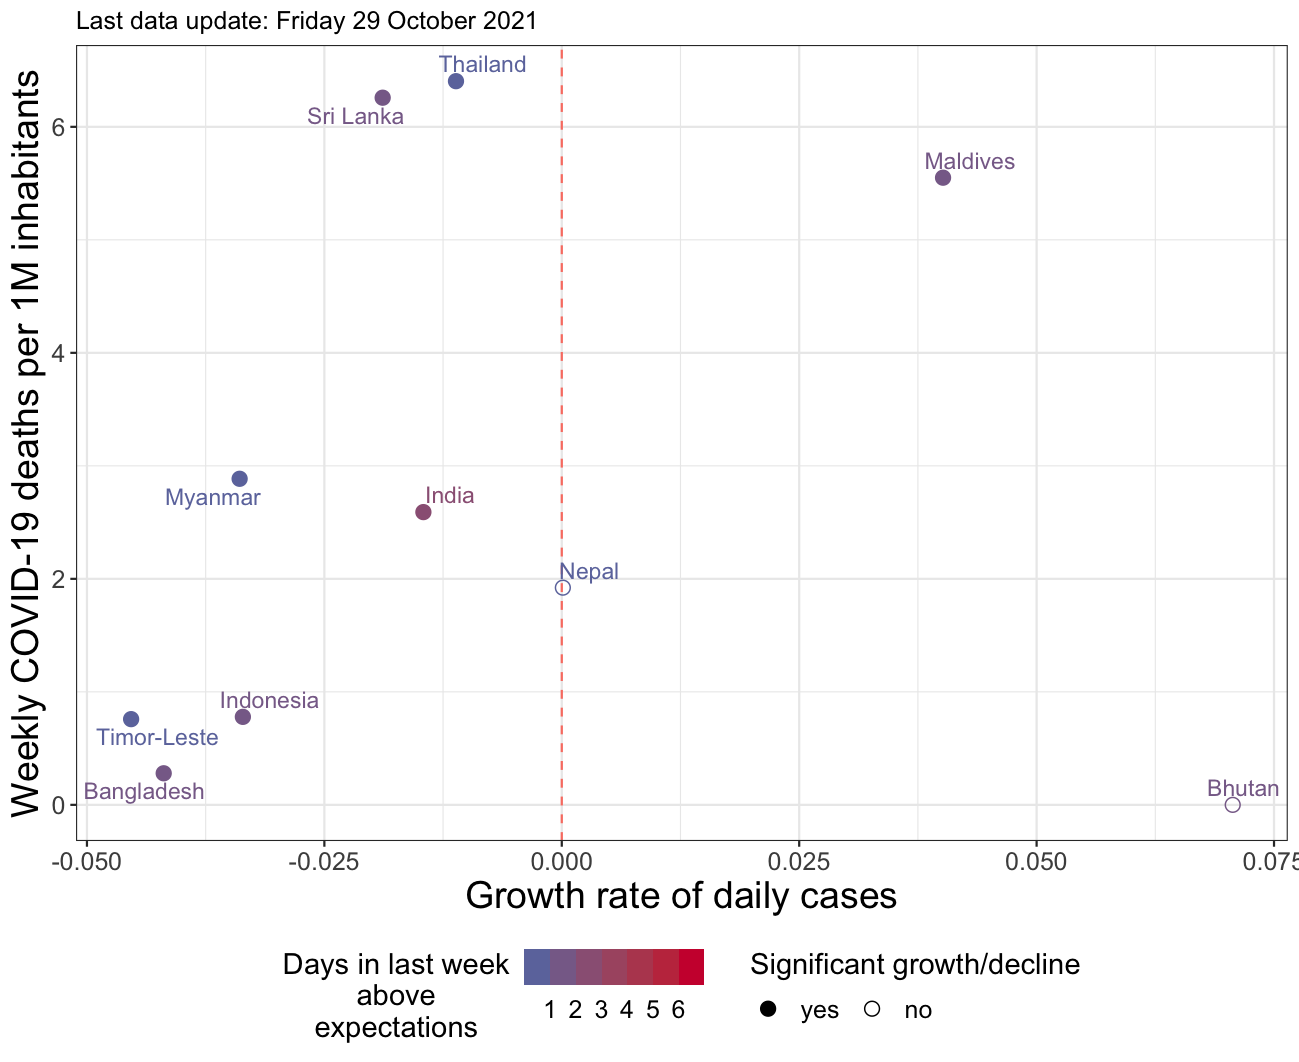 Last data update: Friday 29 October 2021
Weekly COVID-19 deaths per 1M inhabitants
6
4
2
0
Thailand
Sri Lanka
Maldives
Myanmar
India
Nepal
Indonesia
Timor-Leste
Bangladesh
Bhutan
-0.050 -0.025 0.000 0.025 0.050 0.075
Growth rate of daily cases
Days in last week
above
expectations
1 2 3 4 5 6
Significant growth/decline
yes no